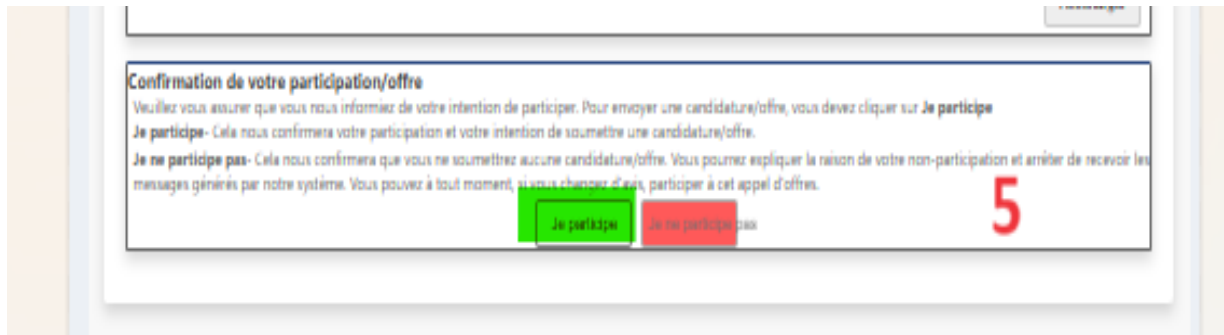 Confirmation de votre participation/offre
Veuillez vous assurer que vous nous informiez de votre intention de participer. Pour envoyer une candidature/offre, vous devez cliquer sur Je participe
Je participe- Cela nous confirmera votre participation et votre intention de soumettre une candidature/offre.
Je ne participe pas- Cela nous confirmera que vous ne soumettrez aucune candidature/offre. Vous pourrez expliquer la raison de votre non-participation et arrêter de recevoir les
messages générés par notre système. Vous pouvez à tout moment, si vous changez d'avis, participer à cet appel d'offres.
5
Je participe Je ne participe pas